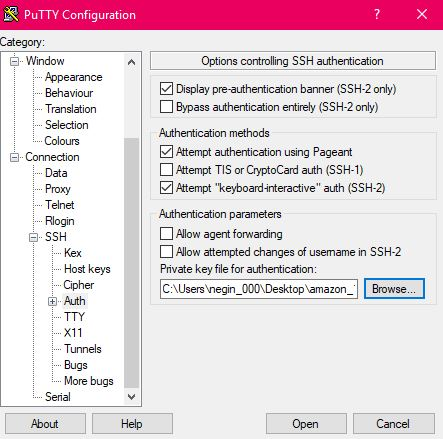 PuTTY Configuration
?
Category:
Window
Appearance
Behaviour
Translation
Selection
Colours
Connection
Data
Proxy
Telnet
Rlogin
SSH
Kex
Host keys
Cipher
Auth
TTY
X11
Tunnels
Bugs
More bugs
Serial
Options controlling SSH authentication
Display pre-authentication banner (SSH-2 only)
Bypass authentication entirely (SSH-2 only)
Authentication methods
Attempt authentication using Pageant
Attempt TIS or CryptoCard auth (SSH-1)
Attempt "keyboard-interactive" auth (SSH-2)
Authentication parameters
Allow agent forwarding
Allow attempted changes of username in SSH-2
Private key file for authentication:
C:\Users\negin_000\Desktop\amazon_
Browse...
About
Help
Open
Cancel